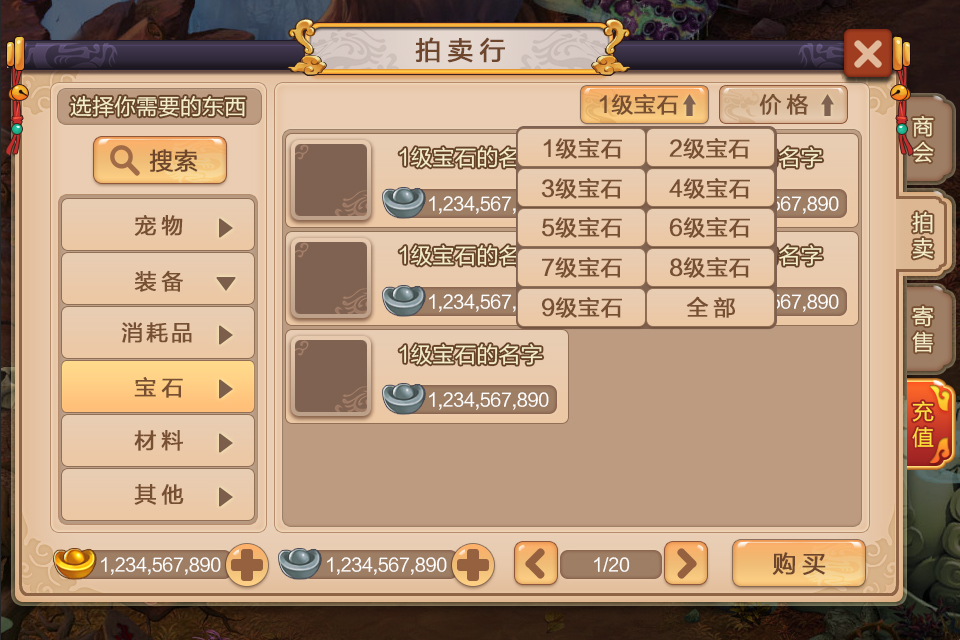 拍卖行
选择你需要的东西
搜索
宠物
装备
消耗品
宝石
材料
其他
1级宝石
价格
1级宝石
2级宝石
3级宝石
4级宝石
5级宝石
6级宝石
7级宝石
8级宝石
9级宝石
全部
1级宝石的名
名字
1,234,567,
567,890
1级宝石的名
名字
1,234,567,
567,890
1级宝石的名字
1,234,567,890
商会
拍卖
寄售
充值
1,234,567,890
1,234,567,890
1/20
购买